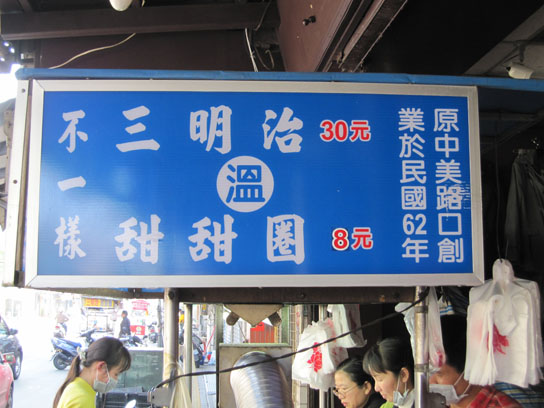 不一樣
三明治 30元
溫
甜甜圈 8元
原中美路口創
業於民國62年